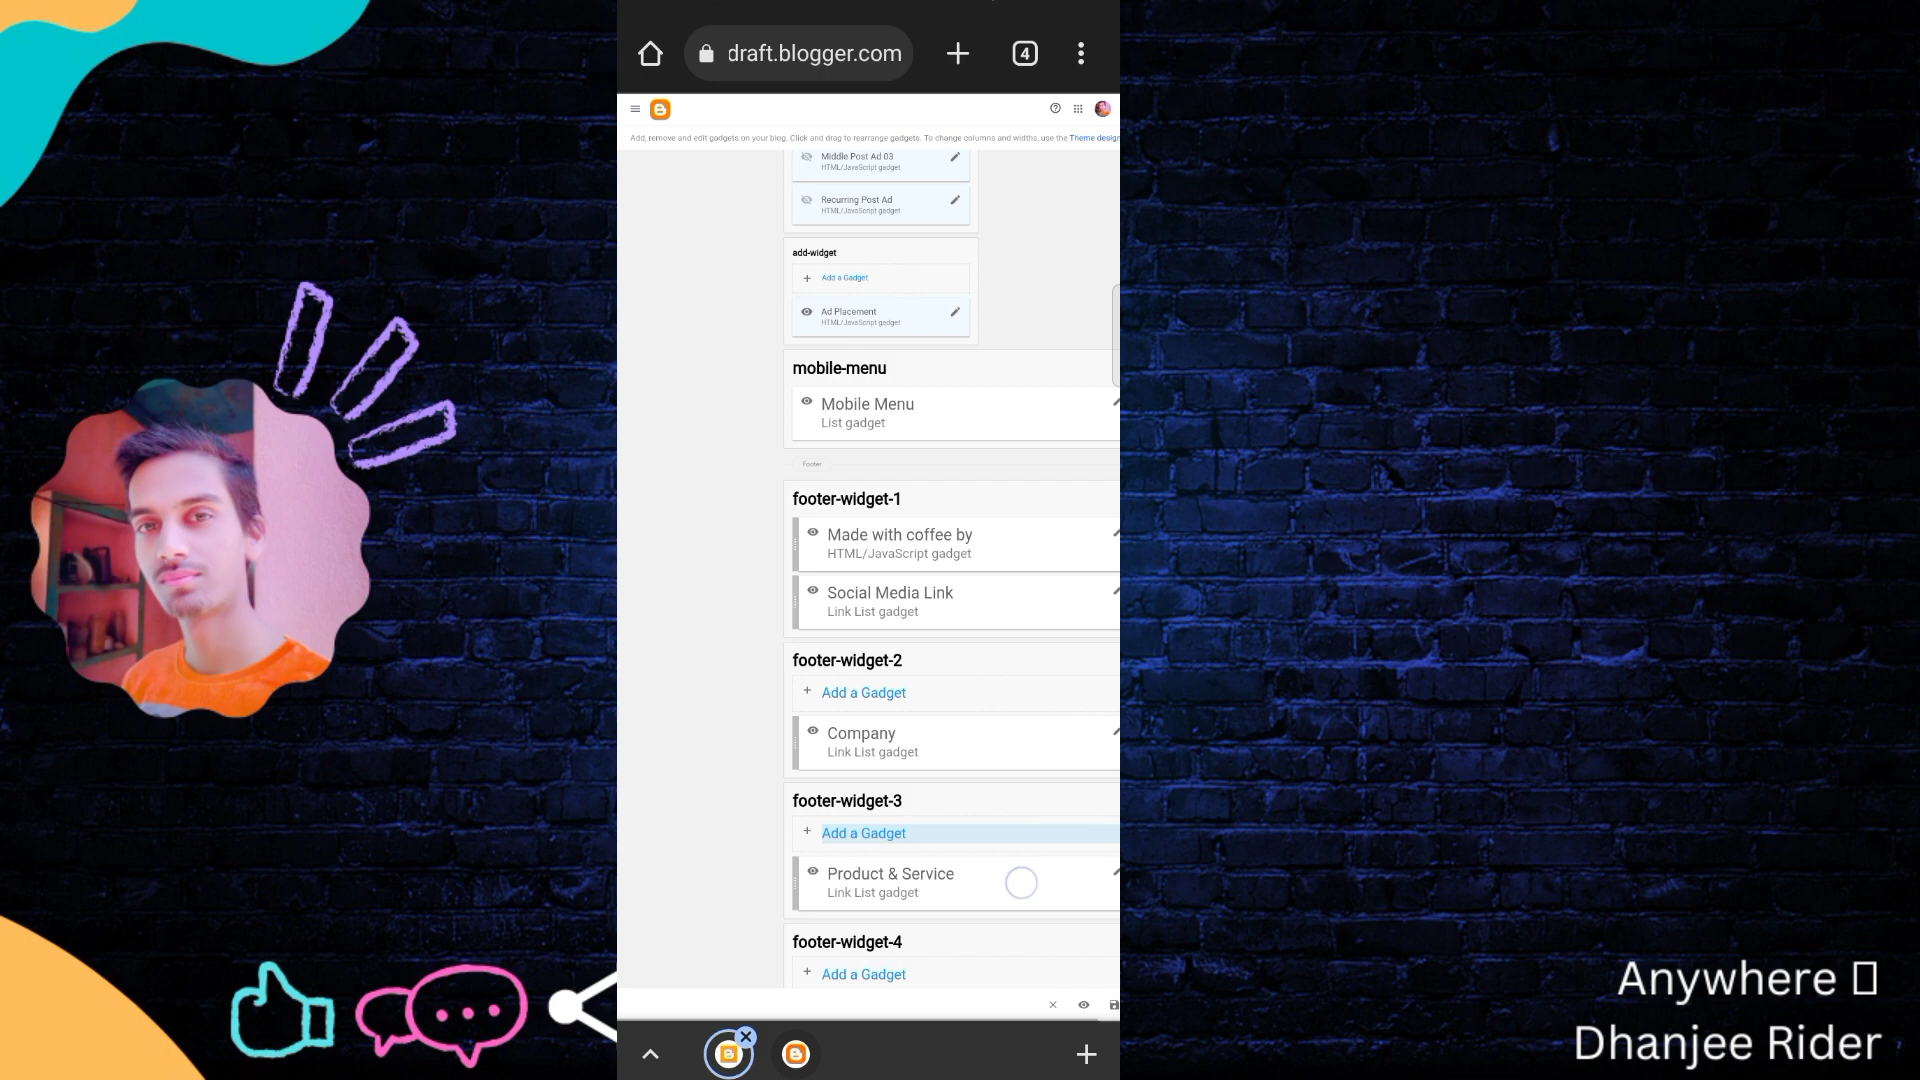 draft.blogger.com
4
Add, remove and edit gadgets on your blog. Click and drag to rearrange gadgets. To change columns and widths, use the Theme design
Middle Post Ad 03
HTML/JavaScript gadget
Recurring Post Ad
HTML/JavaScript gadget
add-widget
Add a Gadget
Ad Placement
HTML/JavaScript gadget
mobile-menu
Mobile Menu
List gadget
Footer
footer-widget-1
Made with coffee by
HTML/JavaScript gadget
Social Media Link
Link List gadget
footer-widget-2
Add a Gadget
Company
Link List gadget
footer-widget-3
Add a Gadget
Product & Service
Link List gadget
footer-widget-4
Add a Gadget
Anywhere
Dhanjee Rider